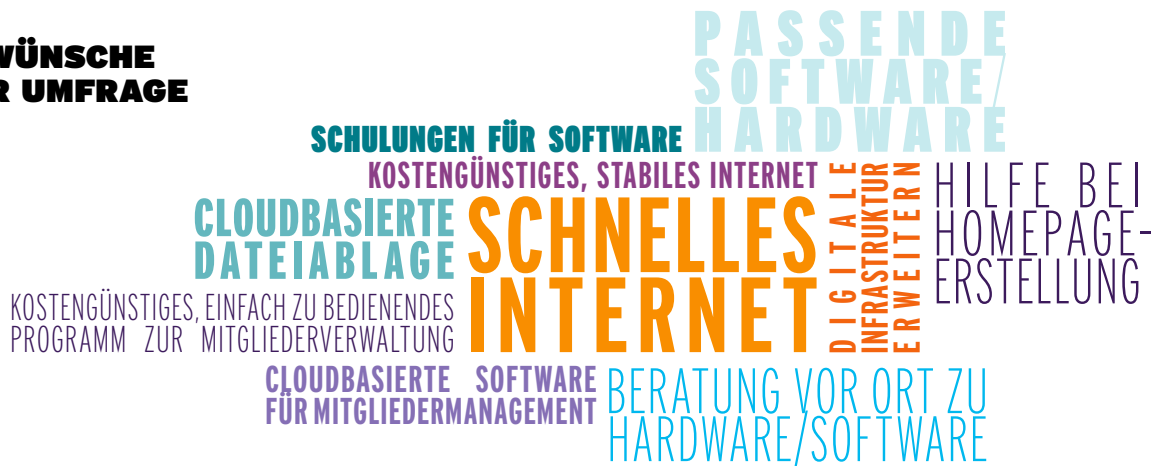 WÜNSCHE
UMFRAGE
PASSENDE
SOFTWARE/
HARDWARE
SCHULUNGEN FÜR SOFTWARE
KOSTENGÜNSTIGES, STABILES INTERNET
CLOUDBASIERTE
DATEIABLAGE
SCHNELLES
INTERNET
DIGITALE
INFRASTRUKTUR
ERWEITERN
HILFE BEI
HOMEPAGE-
ERSTELLUNG
KOSTENGÜNSTIGES, EINFACH ZU BEDIENENDES
PROGRAMM ZUR MITGLIEDERVERWALTUNG
CLOUDBASIERTE SOFTWARE
FÜR MITGLIEDERMANAGEMENT
BERATUNG VOR ORT ZU
HARDWARE/SOFTWARE